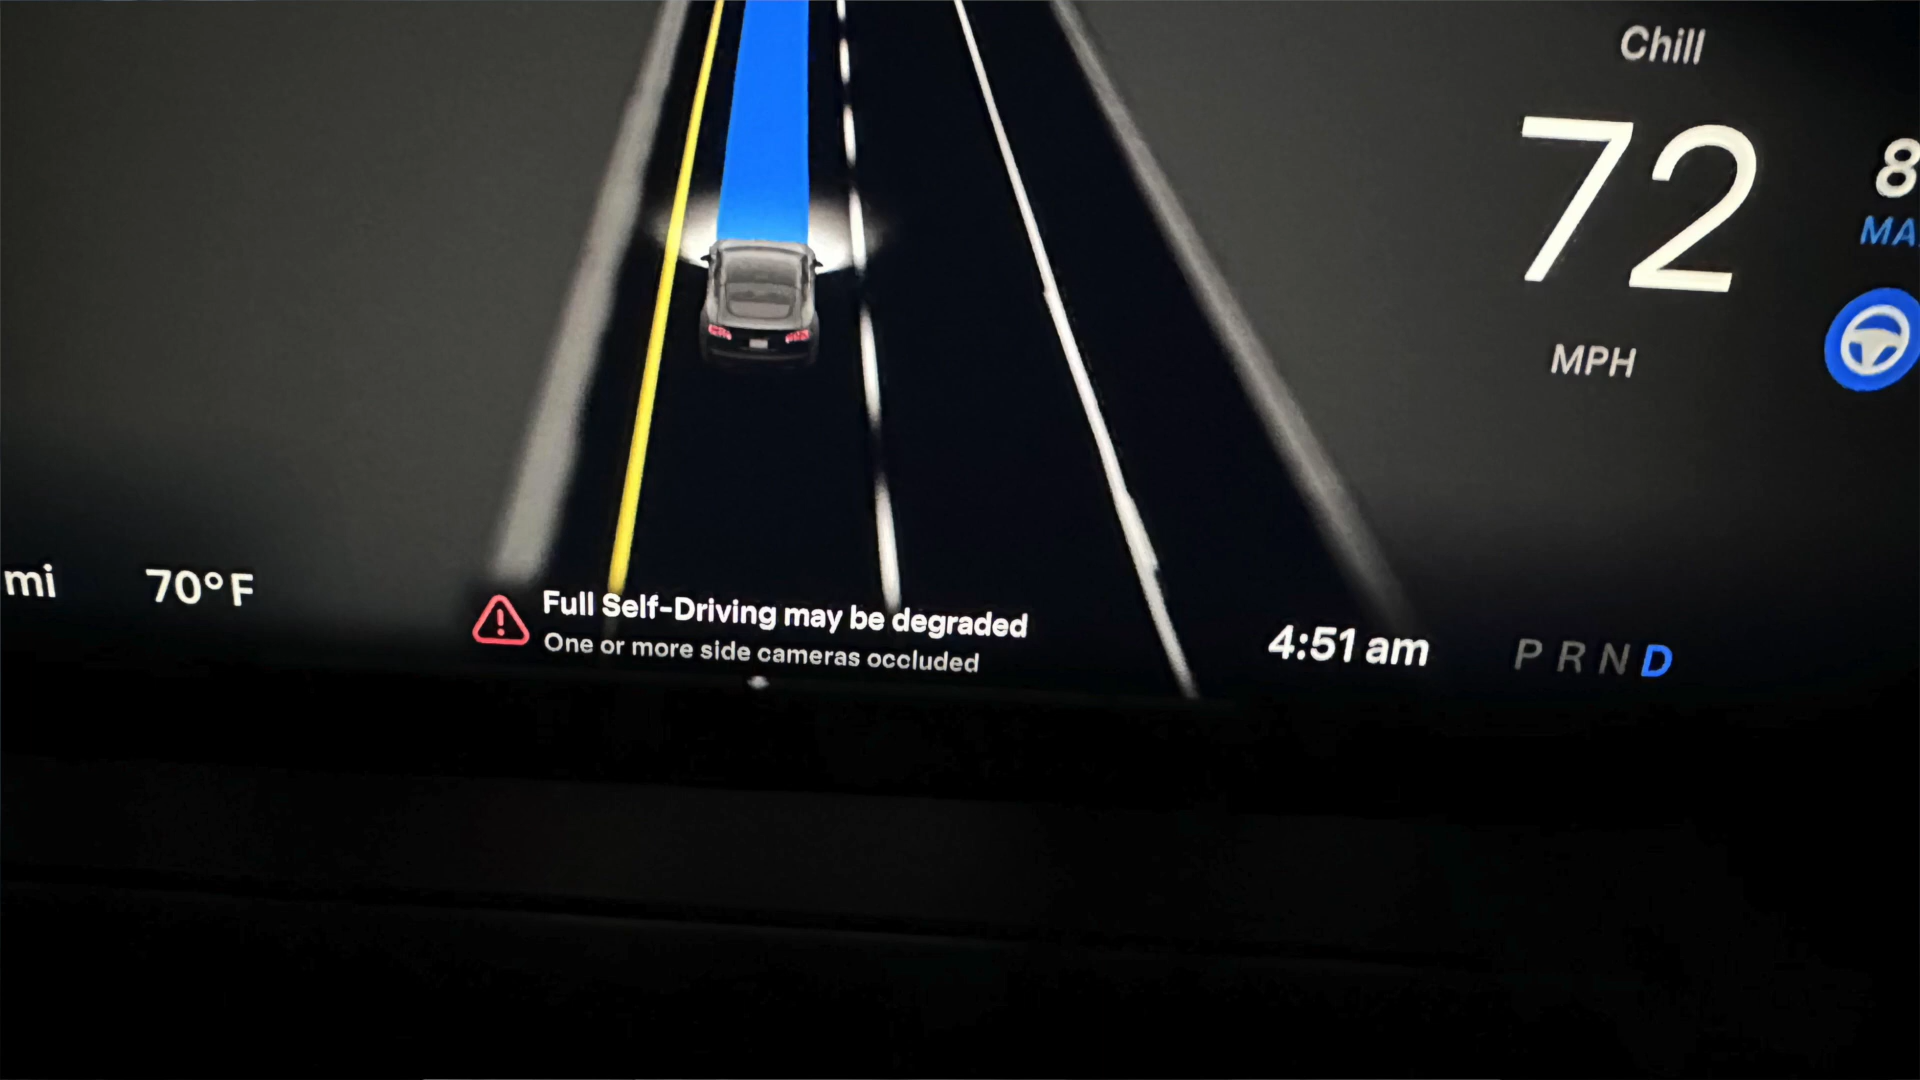 Chill
72
8
MPH
mi
70°F
Full Self-Driving may be degraded
One or more side cameras occluded
4:51 am
P R N D